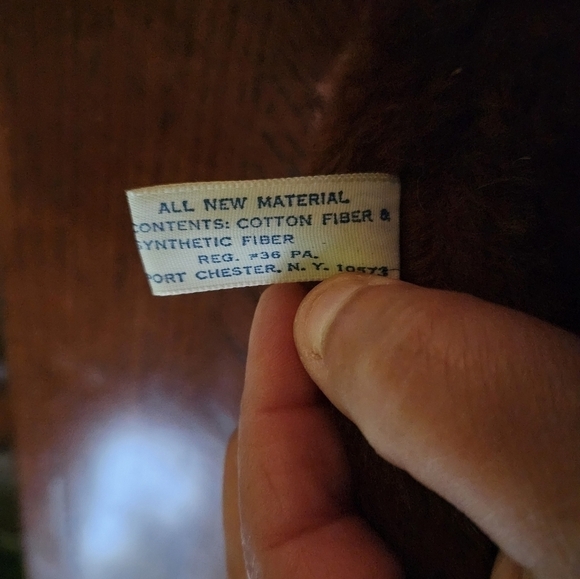 ALL NEW MATERIAL
CONTENTS: COTTON FIBER &
SYNTHETIC FIBER
REG. #36 PA.
PORT CHESTER, N. Y. 10573